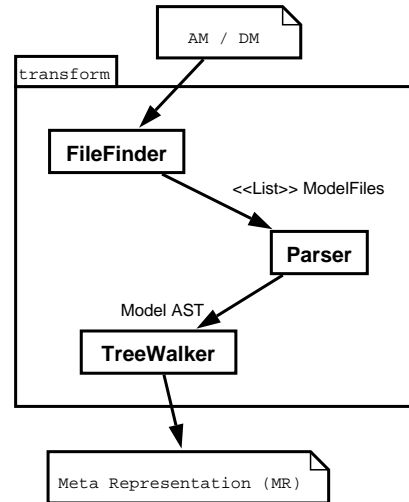 AM / DM
transform
FileFinder
<<List>> ModelFiles
Parser
Model AST
TreeWalker
Meta Representation (MR)